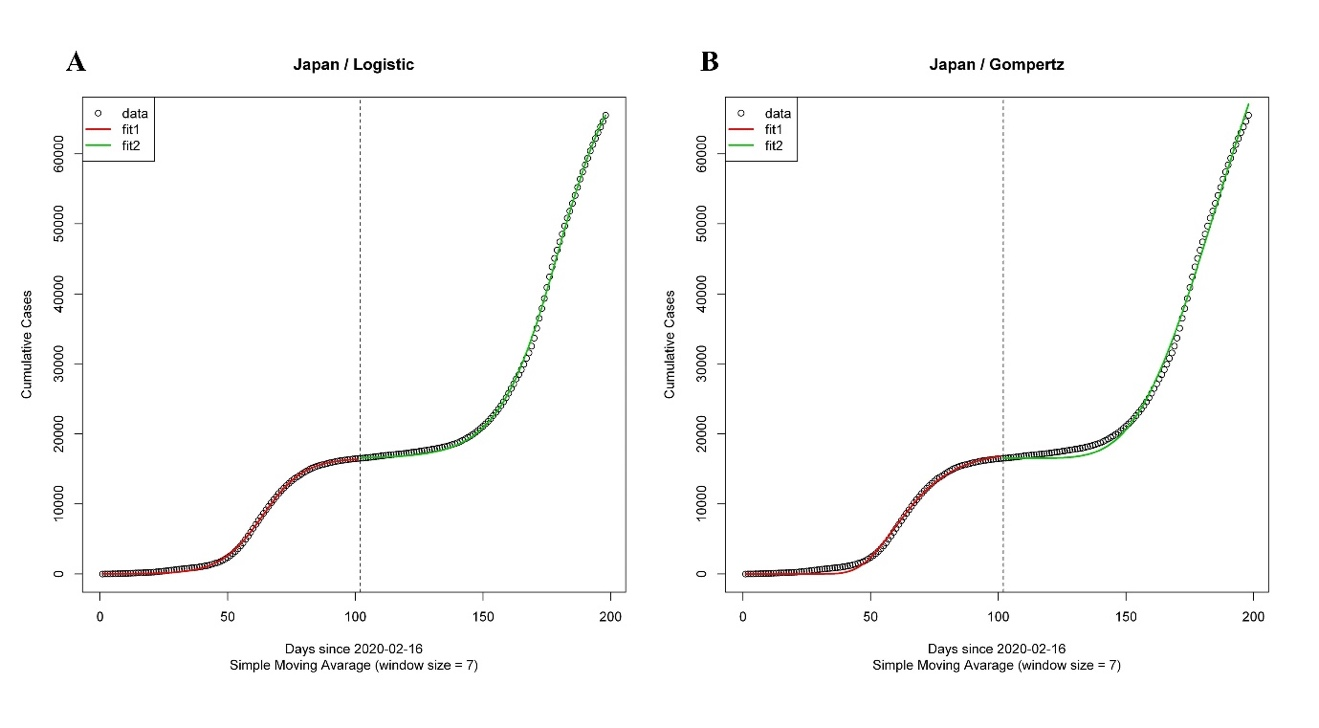 A
Japan / Logistic
data
fit1
fit2
Cumulative Cases
60000
50000
40000
30000
20000
10000
0
0 50 100 150 200
Days since 2020-02-16
Simple Moving Avarage (window size = 7)
B
Japan / Gompertz
data
fit1
fit2
Cumulative Cases
60000
50000
40000
30000
20000
10000
0
0 50 100 150 200
Days since 2020-02-16
Simple Moving Avarage (window size = 7)